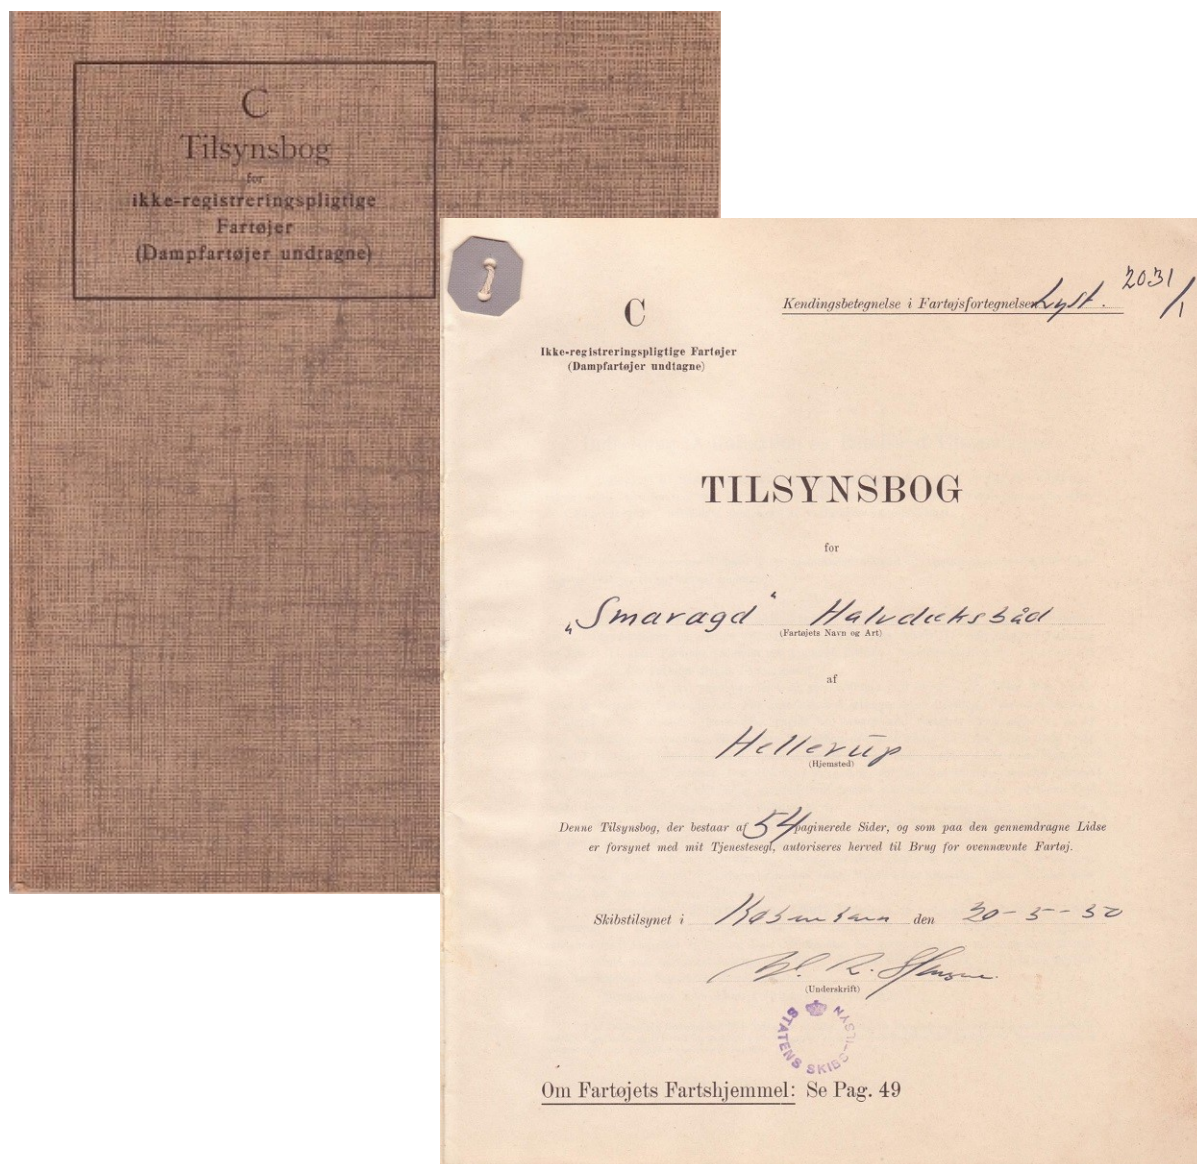 C
Tilsynsbog
for
ikke-registreringspligtige
Fartøjer
(Dampfartøjer undtagne)
C
Ikke-registreringspligtige Fartøjer
(Dampfartøjer undtagne)
Kendingsbetegnelse i Fartøjsfortegnelsen Lyst. 2031/1
TILSYNSBOG
for
„Smaragd“ Halvdæksbåd
(Fartøjets Navn og Art)
af
Hellerup
(Hjemsted)
Denne Tilsynsbog, der bestaar af 54 paginerede Sider, og som paa den gennemdragne Lidse
er forsynet med mit Tjenestesegl, autoriseres herved til Brug for ovennævnte Fartøj.
Skibstilsynet i København den 30-5-50
(Underskrift)
STATENS SKIBSTILSYN
Om Fartøjets Fartshjemmel: Se Pag. 49